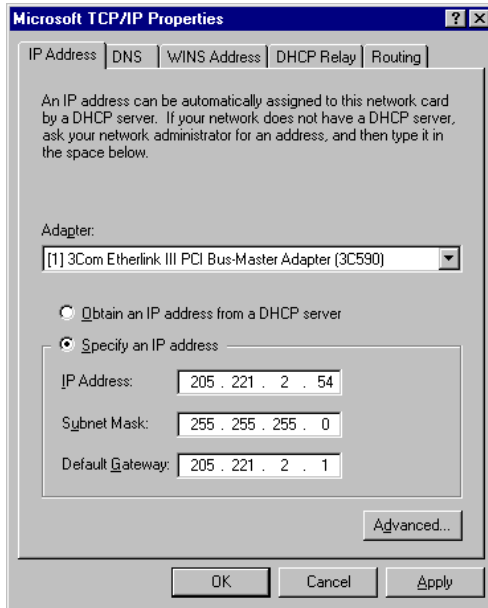 Microsoft TCP/IP Properties
IP Address DNS WINS Address DHCP Relay Routing
An IP address can be automatically assigned to this network card
by a DHCP server. If your network does not have a DHCP server,
ask your network administrator for an address, and then type it in
the space below.
Adapter:
[1] 3Com Etherlink III PCI Bus-Master Adapter (3C590)
Obtain an IP address from a DHCP server
Specify an IP address
IP Address: 205 . 221 . 2 . 54
Subnet Mask: 255 . 255 . 255 . 0
Default Gateway: 205 . 221 . 2 . 1
Advanced...
OK Cancel Apply